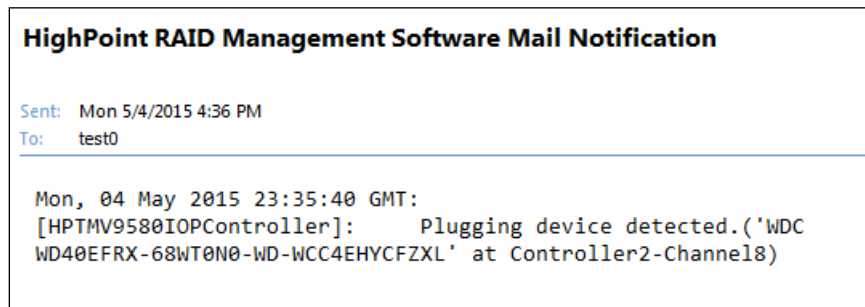 HighPoint RAID Management Software Mail Notification
Sent: Mon 5/4/2015 4:36 PM
To: test0
Mon, 04 May 2015 23:35:40 GMT:
[HPTMV9580IOPController]: Plugging device detected.('WDC
WD40EFRX-68WT0N0-WD-WCC4EHYCFZXL' at Controller2-Channel8)